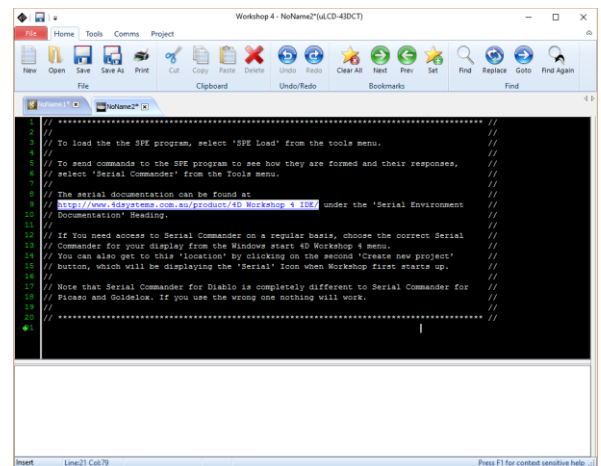 Workshop 4 - NoName2*(uLCD-43DCT)
File Home Tools Comms Project
New Open Save Save As Print Cut Copy Paste Delete Undo Redo Clear All Next Prev Set Find Replace Goto Find Again
File Clipboard Undo/Redo Bookmarks Find
NoName1* NoName2*
1 // ************************************************************************************** //
2 // //
3 // To load the the SPE program, select 'SPE Load' from the tools menu. //
4 // //
5 // To send commands to the SPE program to see how they are formed and their responses, //
6 // select 'Serial Commander' from the Tools menu. //
7 // //
8 // The serial documentation can be found at //
9 // http://www.4dsystems.com.au/product/4D_Workshop_4_IDE/ under the 'Serial Environment //
10 // Documentation' Heading. //
11 // //
12 // If You need access to Serial Commander on a regular basis, choose the correct Serial //
13 // Commander for your display from the Windows start 4D Workshop 4 menu. //
14 // You can also get to this 'location' by clicking on the second 'Create new project' //
15 // button, which will be displaying the 'Serial' Icon when Workshop first starts up. //
16 // //
17 // Note that Serial Commander for Diablo is completely different to Serial Commander for //
18 // Picaso and Goldelox. If you use the wrong one nothing will work. //
19 // //
20 // ************************************************************************************** //
21
Insert Line:21 Col:79 Press F1 for context sensitive help